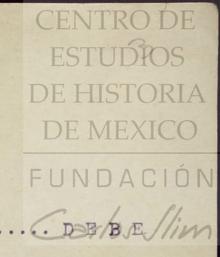 CENTRO DE
ESTUDIOS
DE HISTORIA
DE MEXICO
FUNDACIÓN
Carlos Slim
..... D E B E